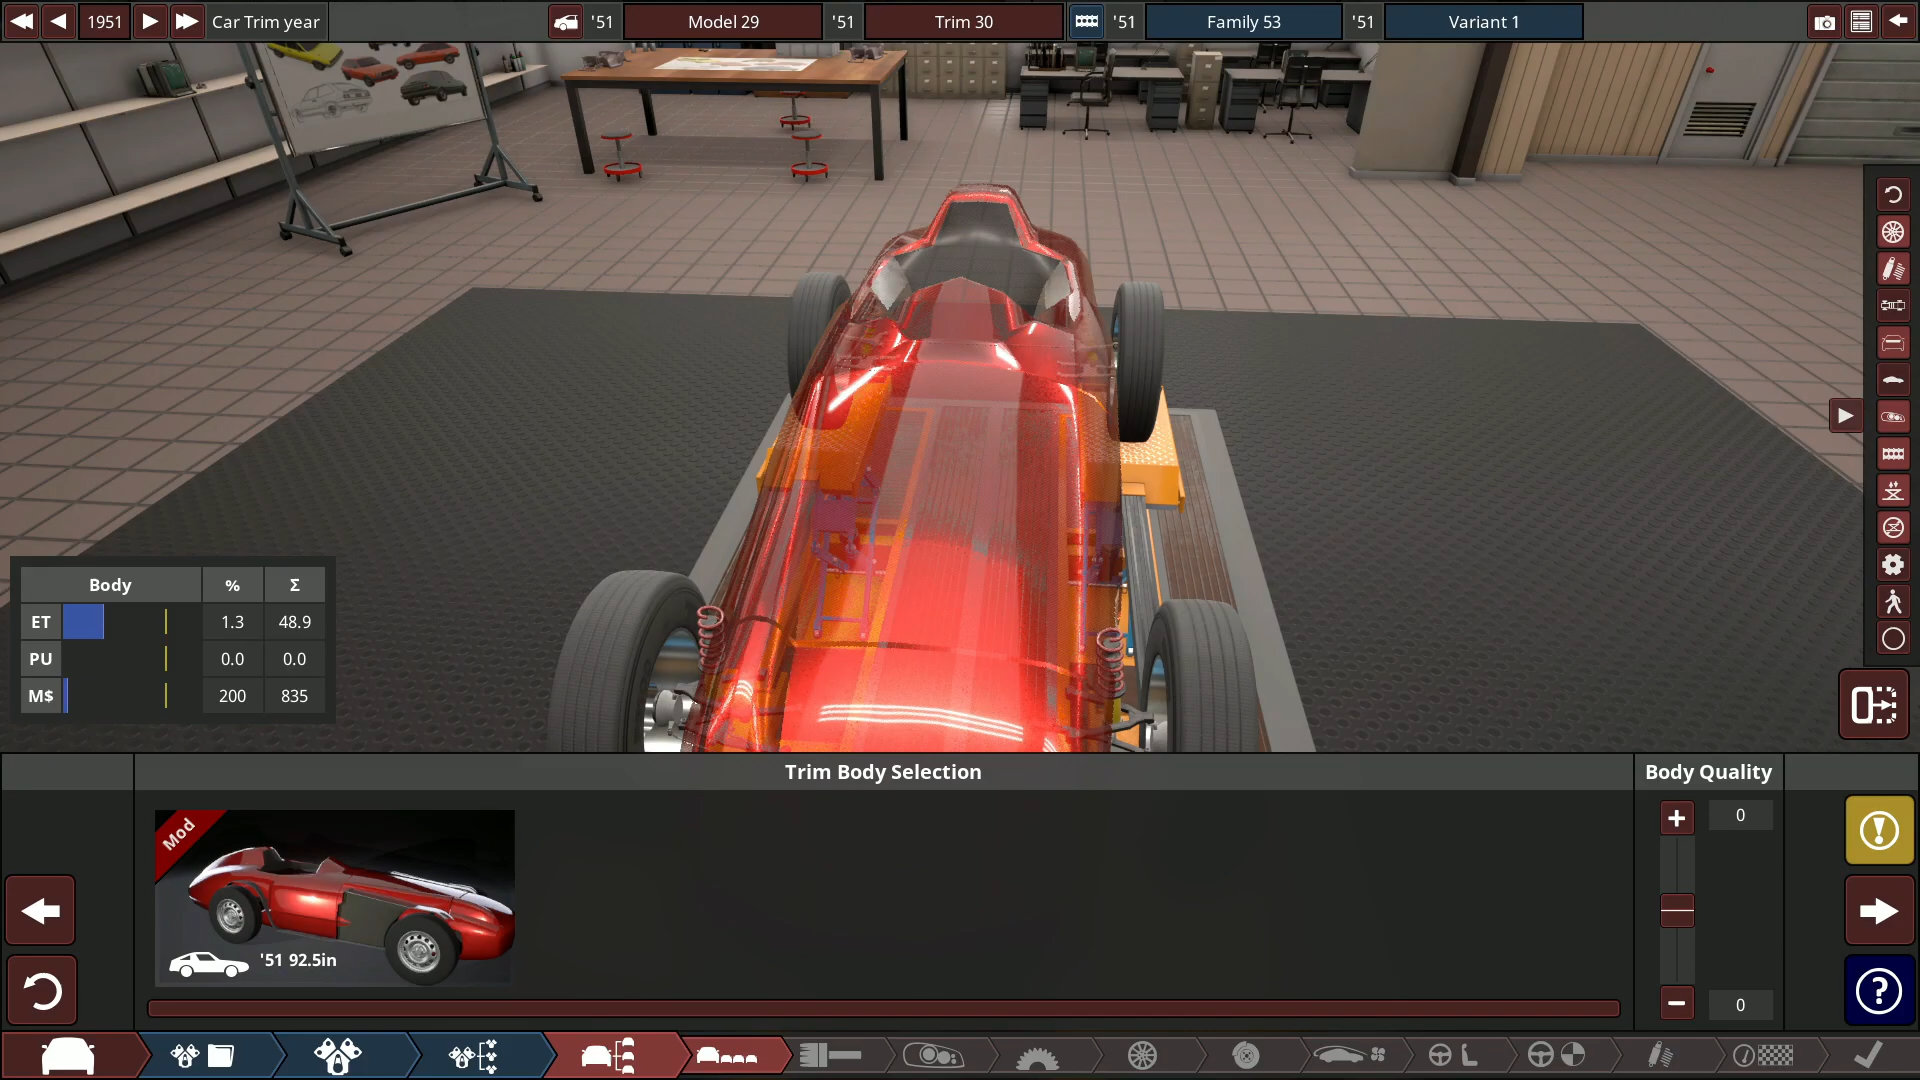 1951
Car Trim year
'51
Model 29
'51
Trim 30
'51
Family 53
'51
Variant 1
Body
%
Σ
ET
1.3
48.9
PU
0.0
0.0
M$
200
835
Trim Body Selection
Body Quality
Mod
'51 92.5in
0
0